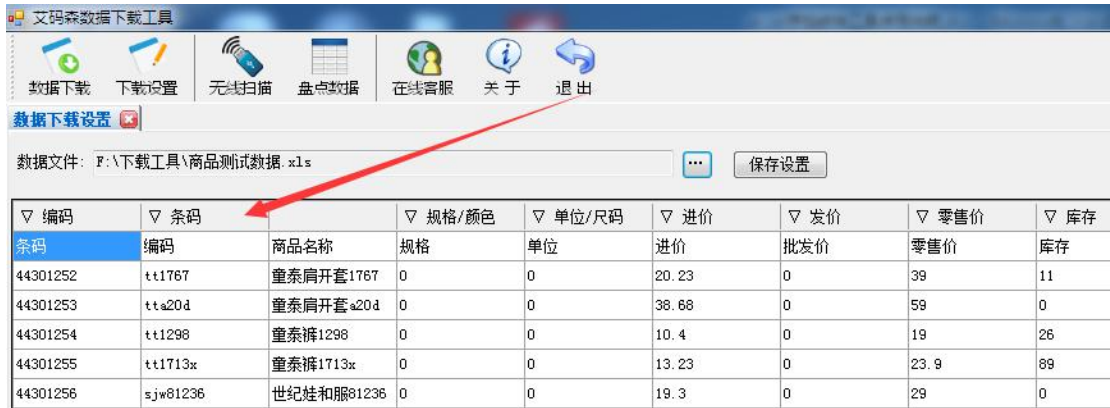 艾码森数据下载工具
数据下载 下载设置 无线扫描 盘点数据 在线客服 关于 退出
数据下载设置
数据文件: F:\下载工具\商品测试数据.xls ... 保存设置
▽ 编码 ▽ 条码 ▽ 规格/颜色 ▽ 单位/尺码 ▽ 进价 ▽ 发价 ▽ 零售价 ▽ 库存
条码 编码 商品名称 规格 单位 进价 批发价 零售价 库存
44301252 tt1767 童泰肩开套1767 0 0 20.23 0 39 11
44301253 tta20d 童泰肩开套a20d 0 0 38.68 0 59 0
44301254 tt1298 童泰裤1298 0 0 10.4 0 19 26
44301255 tt1713x 童泰裤1713x 0 0 13.23 0 23.9 89
44301256 sjw81236 世纪娃和服81236 0 0 19.3 0 29 0